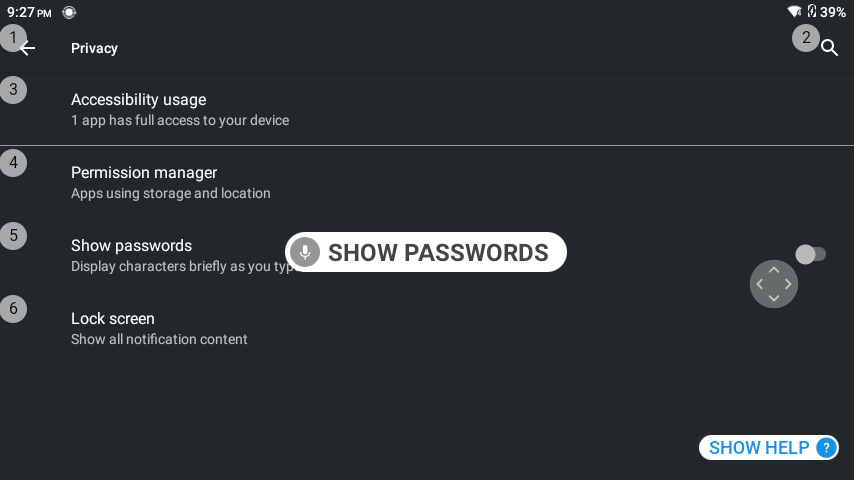 9:27 PM 39%
1 Privacy 2
3 Accessibility usage
1 app has full access to your device
4 Permission manager
Apps using storage and location
5 Show passwords
Display characters briefly as you typ
SHOW PASSWORDS
6 Lock screen
Show all notification content
SHOW HELP ?